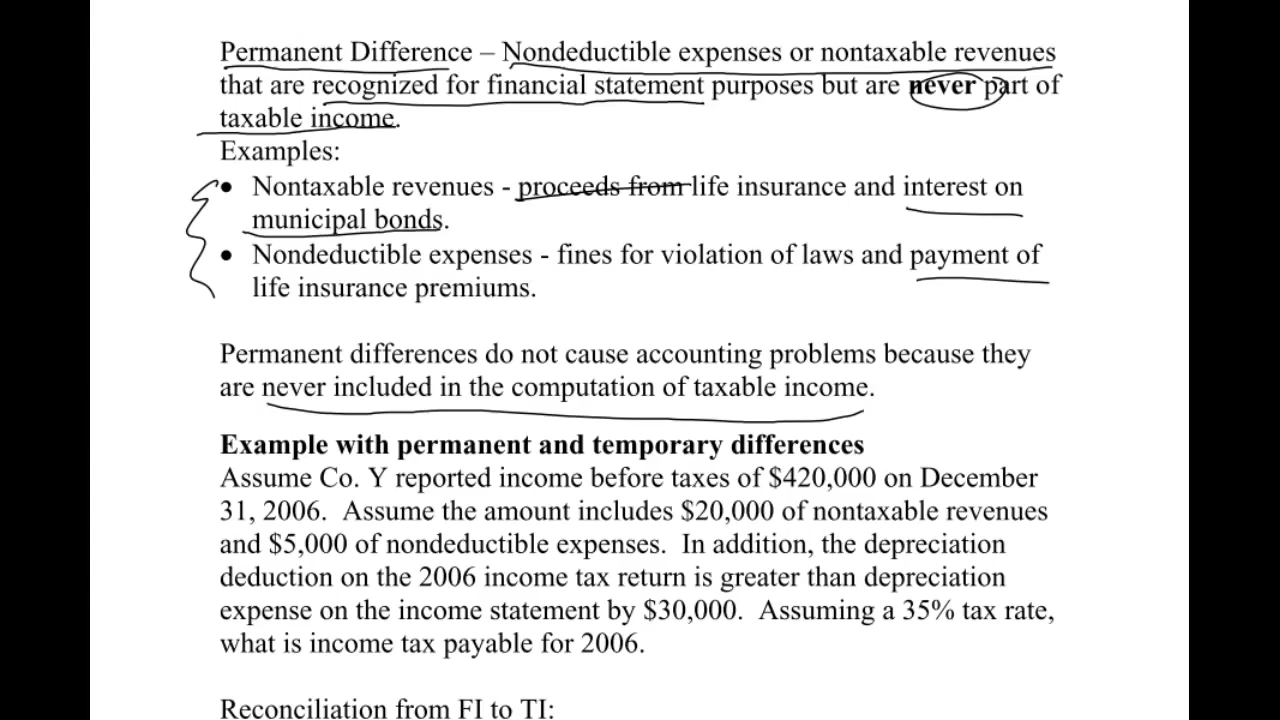 Permanent Difference – Nondeductible expenses or nontaxable revenues
that are recognized for financial statement purposes but are never part of
taxable income.
Examples:
• Nontaxable revenues - proceeds from life insurance and interest on
municipal bonds.
• Nondeductible expenses - fines for violation of laws and payment of
life insurance premiums.
Permanent differences do not cause accounting problems because they
are never included in the computation of taxable income.
Example with permanent and temporary differences
Assume Co. Y reported income before taxes of $420,000 on December
31, 2006.  Assume the amount includes $20,000 of nontaxable revenues
and $5,000 of nondeductible expenses.  In addition, the depreciation
deduction on the 2006 income tax return is greater than depreciation
expense on the income statement by $30,000.  Assuming a 35% tax rate,
what is income tax payable for 2006.
Reconciliation from FI to TI: